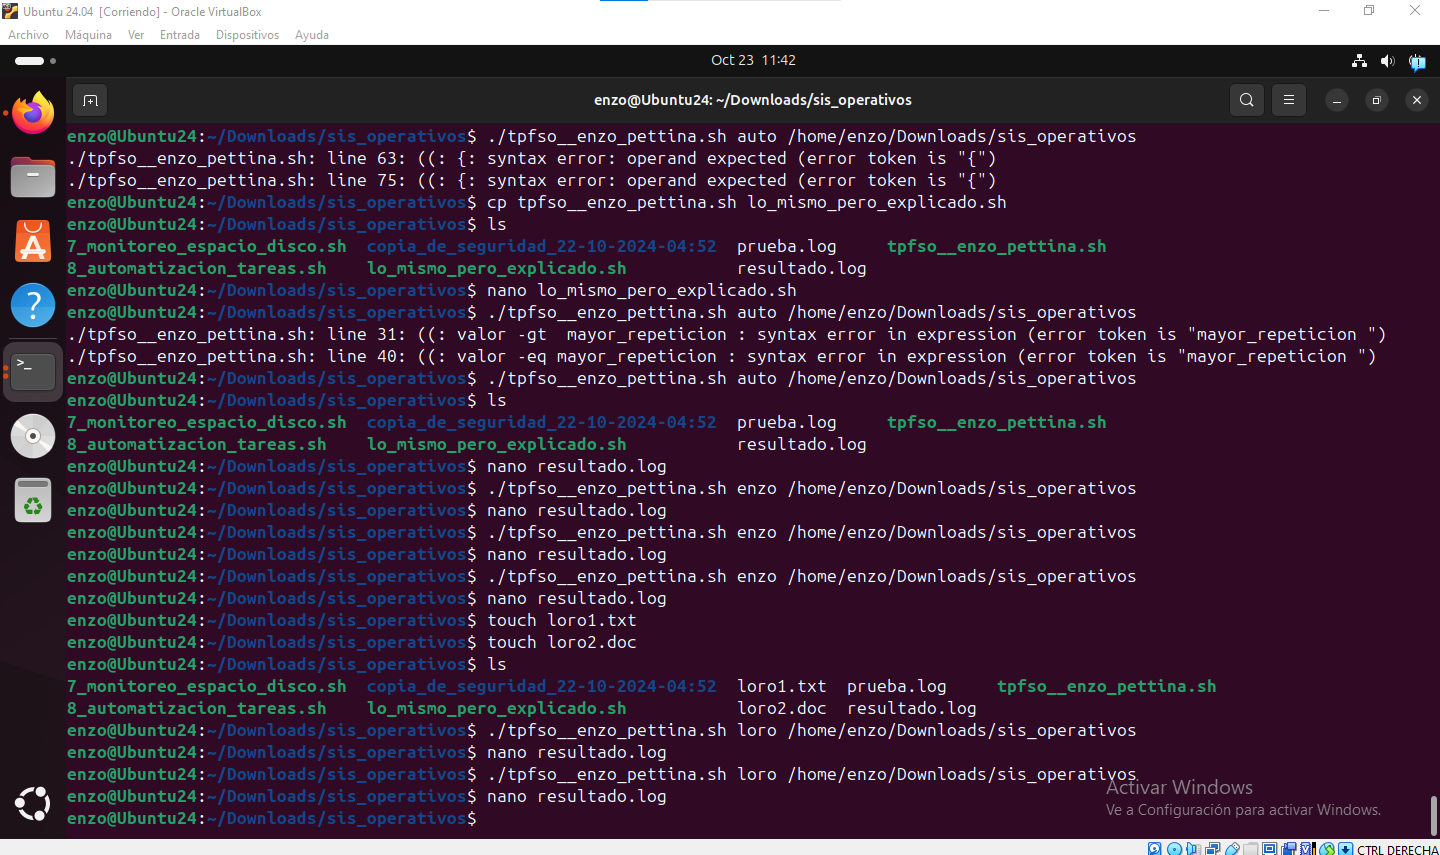 Ubuntu 24.04 [Corriendo] - Oracle VirtualBox
Archivo Máquina Ver Entrada Dispositivos Ayuda
Oct 23 11:42
enzo@Ubuntu24: ~/Downloads/sis_operativos
enzo@Ubuntu24:~/Downloads/sis_operativos$ ./tpfso__enzo_pettina.sh auto /home/enzo/Downloads/sis_operativos
./tpfso__enzo_pettina.sh: line 63: ((: {: syntax error: operand expected (error token is "{")
./tpfso__enzo_pettina.sh: line 75: ((: {: syntax error: operand expected (error token is "{")
enzo@Ubuntu24:~/Downloads/sis_operativos$ cp tpfso__enzo_pettina.sh lo_mismo_pero_explicado.sh
enzo@Ubuntu24:~/Downloads/sis_operativos$ ls
7_monitoreo_espacio_disco.sh copia_de_seguridad_22-10-2024-04:52 prueba.log tpfso__enzo_pettina.sh
8_automatizacion_tareas.sh lo_mismo_pero_explicado.sh resultado.log
enzo@Ubuntu24:~/Downloads/sis_operativos$ nano lo_mismo_pero_explicado.sh
enzo@Ubuntu24:~/Downloads/sis_operativos$ ./tpfso__enzo_pettina.sh auto /home/enzo/Downloads/sis_operativos
./tpfso__enzo_pettina.sh: line 31: ((: valor -gt  mayor_repeticion : syntax error in expression (error token is "mayor_repeticion ")
./tpfso__enzo_pettina.sh: line 40: ((: valor -eq mayor_repeticion : syntax error in expression (error token is "mayor_repeticion ")
enzo@Ubuntu24:~/Downloads/sis_operativos$ ./tpfso__enzo_pettina.sh auto /home/enzo/Downloads/sis_operativos
enzo@Ubuntu24:~/Downloads/sis_operativos$ ls
7_monitoreo_espacio_disco.sh copia_de_seguridad_22-10-2024-04:52 prueba.log tpfso__enzo_pettina.sh
8_automatizacion_tareas.sh lo_mismo_pero_explicado.sh resultado.log
enzo@Ubuntu24:~/Downloads/sis_operativos$ nano resultado.log
enzo@Ubuntu24:~/Downloads/sis_operativos$ ./tpfso__enzo_pettina.sh enzo /home/enzo/Downloads/sis_operativos
enzo@Ubuntu24:~/Downloads/sis_operativos$ nano resultado.log
enzo@Ubuntu24:~/Downloads/sis_operativos$ ./tpfso__enzo_pettina.sh enzo /home/enzo/Downloads/sis_operativos
enzo@Ubuntu24:~/Downloads/sis_operativos$ nano resultado.log
enzo@Ubuntu24:~/Downloads/sis_operativos$ ./tpfso__enzo_pettina.sh enzo /home/enzo/Downloads/sis_operativos
enzo@Ubuntu24:~/Downloads/sis_operativos$ nano resultado.log
enzo@Ubuntu24:~/Downloads/sis_operativos$ touch loro1.txt
enzo@Ubuntu24:~/Downloads/sis_operativos$ touch loro2.doc
enzo@Ubuntu24:~/Downloads/sis_operativos$ ls
7_monitoreo_espacio_disco.sh copia_de_seguridad_22-10-2024-04:52 loro1.txt prueba.log tpfso__enzo_pettina.sh
8_automatizacion_tareas.sh lo_mismo_pero_explicado.sh loro2.doc resultado.log
enzo@Ubuntu24:~/Downloads/sis_operativos$ ./tpfso__enzo_pettina.sh loro /home/enzo/Downloads/sis_operativos
enzo@Ubuntu24:~/Downloads/sis_operativos$ nano resultado.log
enzo@Ubuntu24:~/Downloads/sis_operativos$ ./tpfso__enzo_pettina.sh loro /home/enzo/Downloads/sis_operativos
enzo@Ubuntu24:~/Downloads/sis_operativos$ nano resultado.log
enzo@Ubuntu24:~/Downloads/sis_operativos$
Activar Windows
Ve a Configuración para activar Windows.
CTRL DERECHA